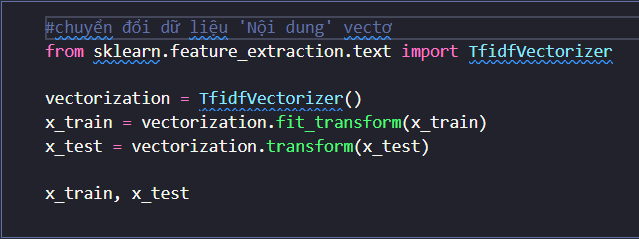 #chuyển đổi dữ liệu 'Nội dung' vectơ
from sklearn.feature_extraction.text import TfidfVectorizer
vectorization = TfidfVectorizer()
x_train = vectorization.fit_transform(x_train)
x_test = vectorization.transform(x_test)
x_train, x_test